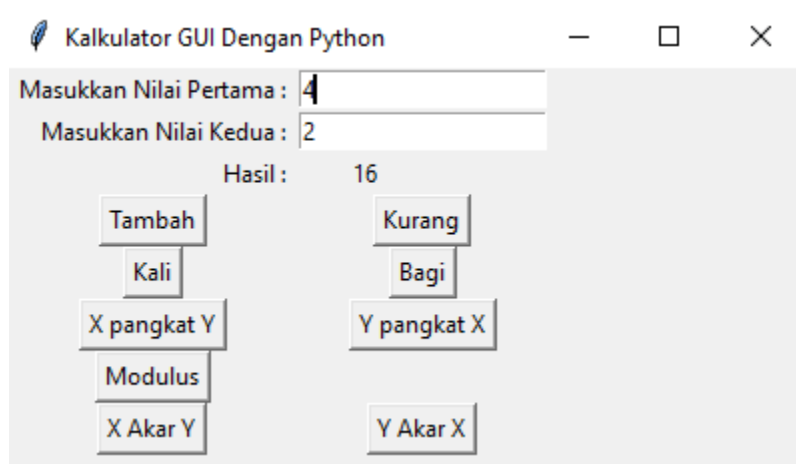 Kalkulator GUI Dengan Python
Masukkan Nilai Pertama : 4
Masukkan Nilai Kedua : 2
Hasil : 16
Tambah Kurang
Kali Bagi
X pangkat Y Y pangkat X
Modulus
X Akar Y Y Akar X